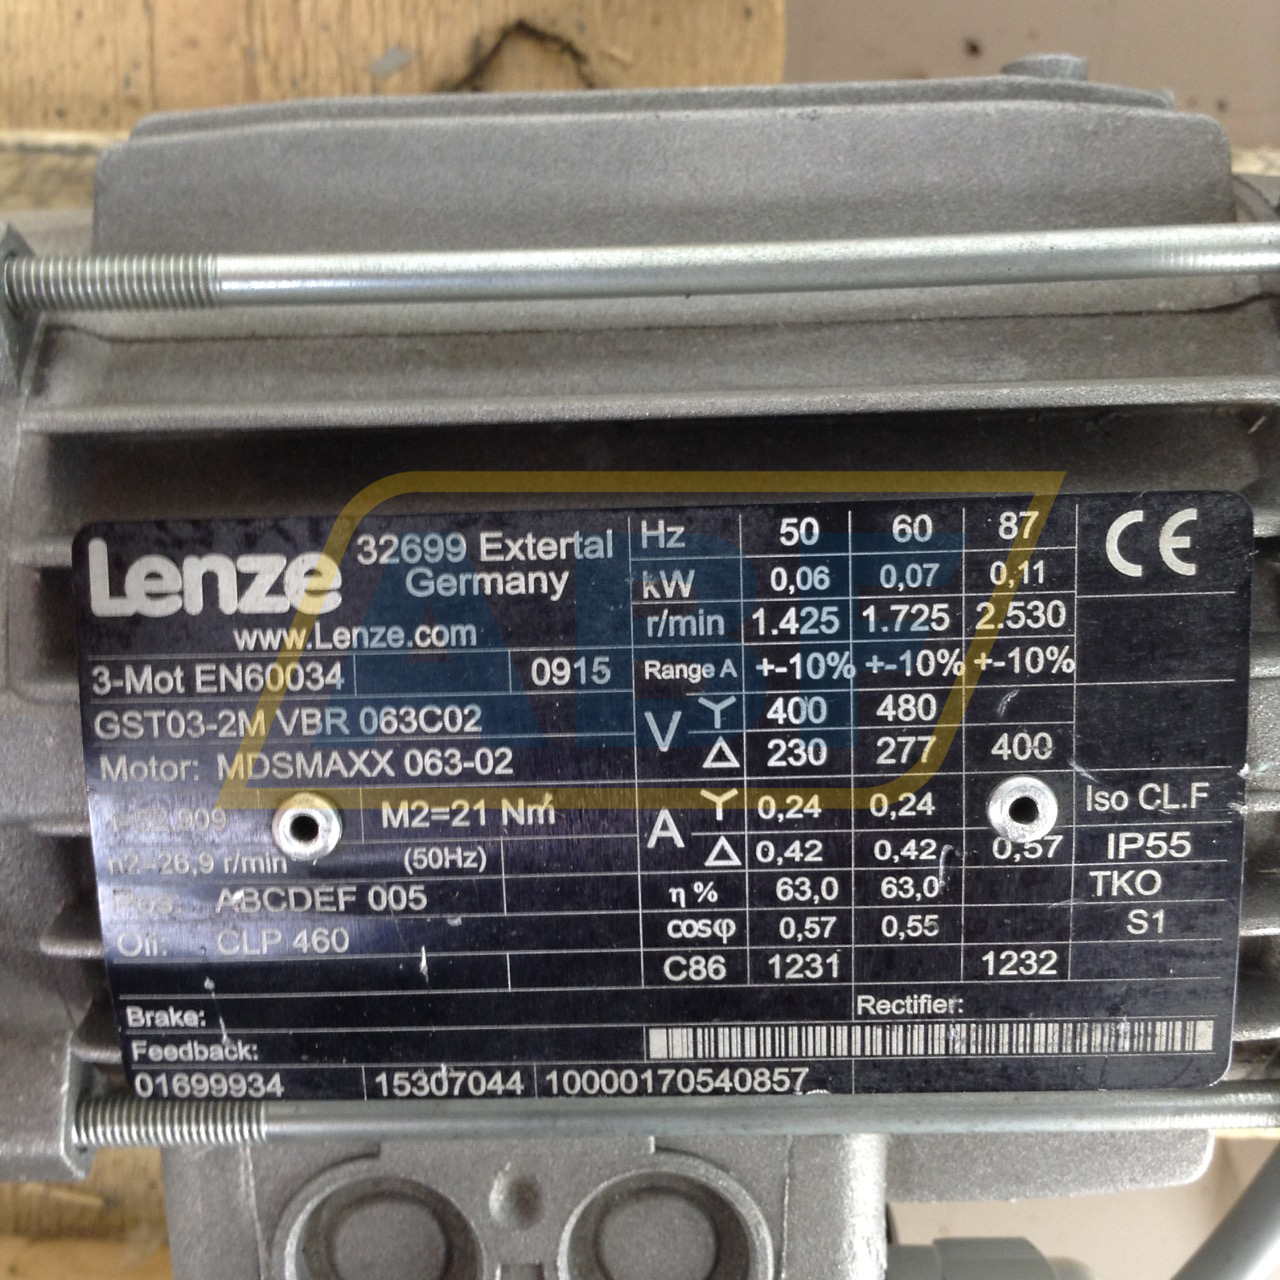 Lenze 32699 Extertal
Germany
www.Lenze.com
3-Mot EN60034 0915
GST03-2M VBR 063C02
Motor: MDSMAXX 063-02
i=52,909 M2=21 Nm
n2=26,9 r/min (50Hz)
Pos: ABCDEF 005
Oil: CLP 460
Brake:
Feedback:
01699934 15307044 10000170540857
Hz 50 60 87
kW 0,06 0,07 0,11
r/min 1.425 1.725 2.530
Range A +-10% +-10% +-10%
V Y 400 480
Δ 230 277 400
A Y 0,24 0,24
Δ 0,42 0,42 0,57
η % 63,0 63,0
cosφ 0,57 0,55
C86 1231 1232
Rectifier:
CE
Iso CL.F
IP55
TKO
S1
ABF